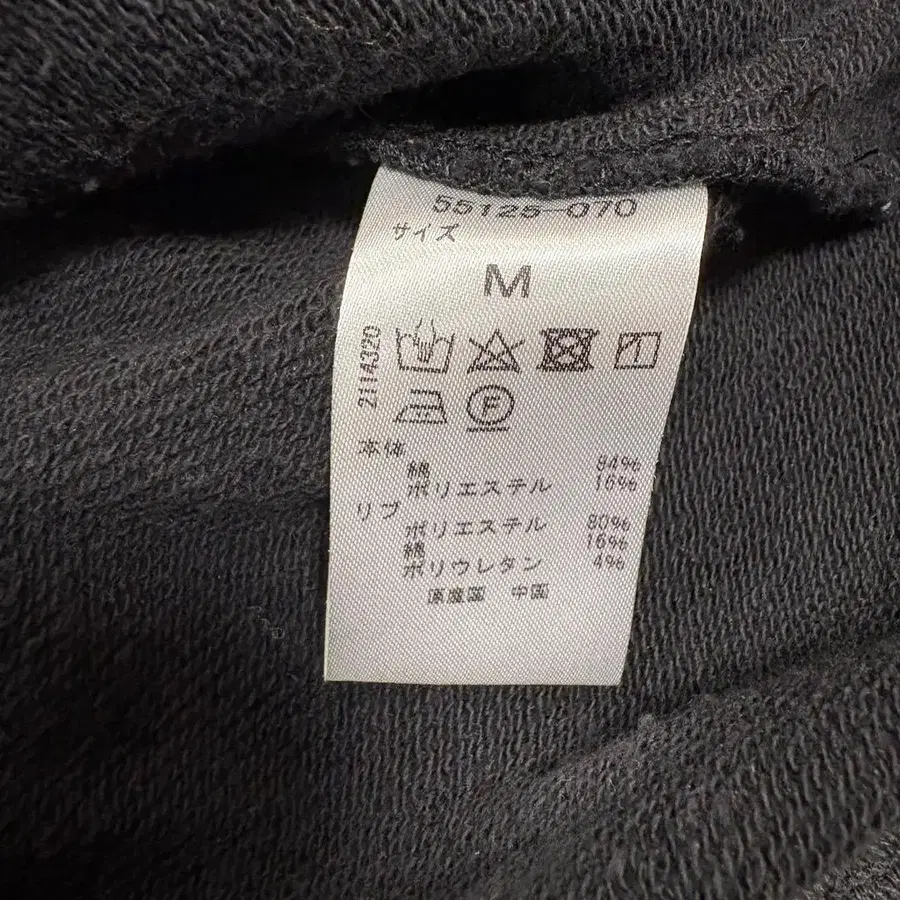 55125-070
サイズ
M
2114320
F
本体
綿 84%
ポリエステル 16%
リブ
ポリエステル 80%
綿 16%
ポリウレタン 4%
原産国 中国